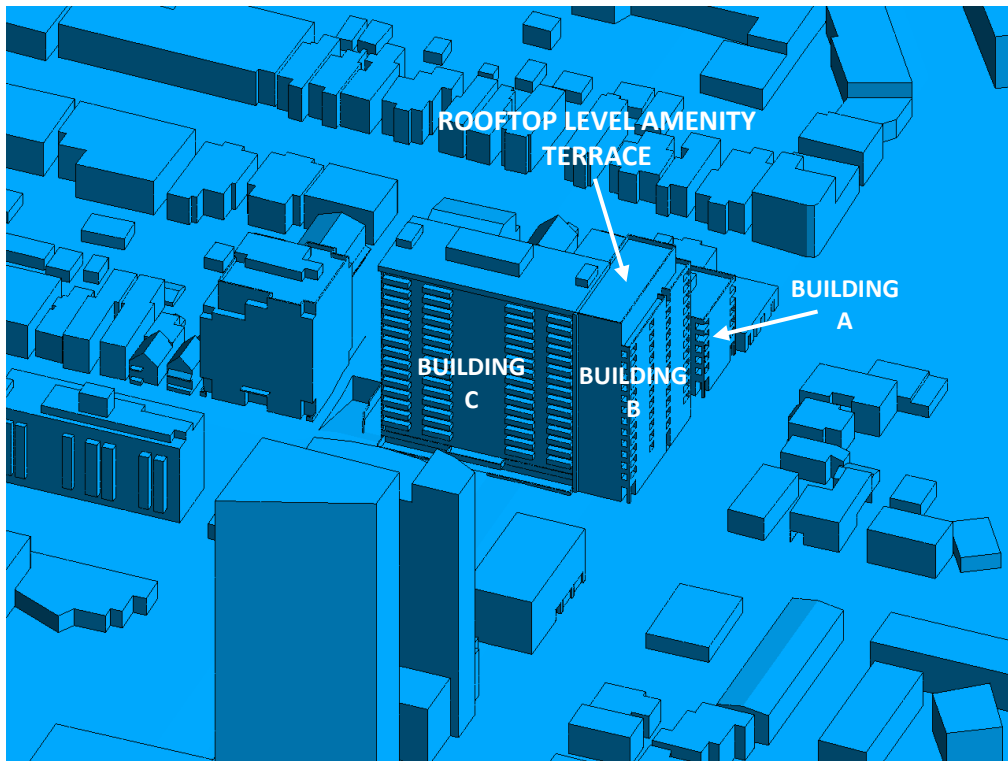 ROOFTOP LEVEL AMENITY
TERRACE
BUILDING
A
BUILDING
C
BUILDING
B